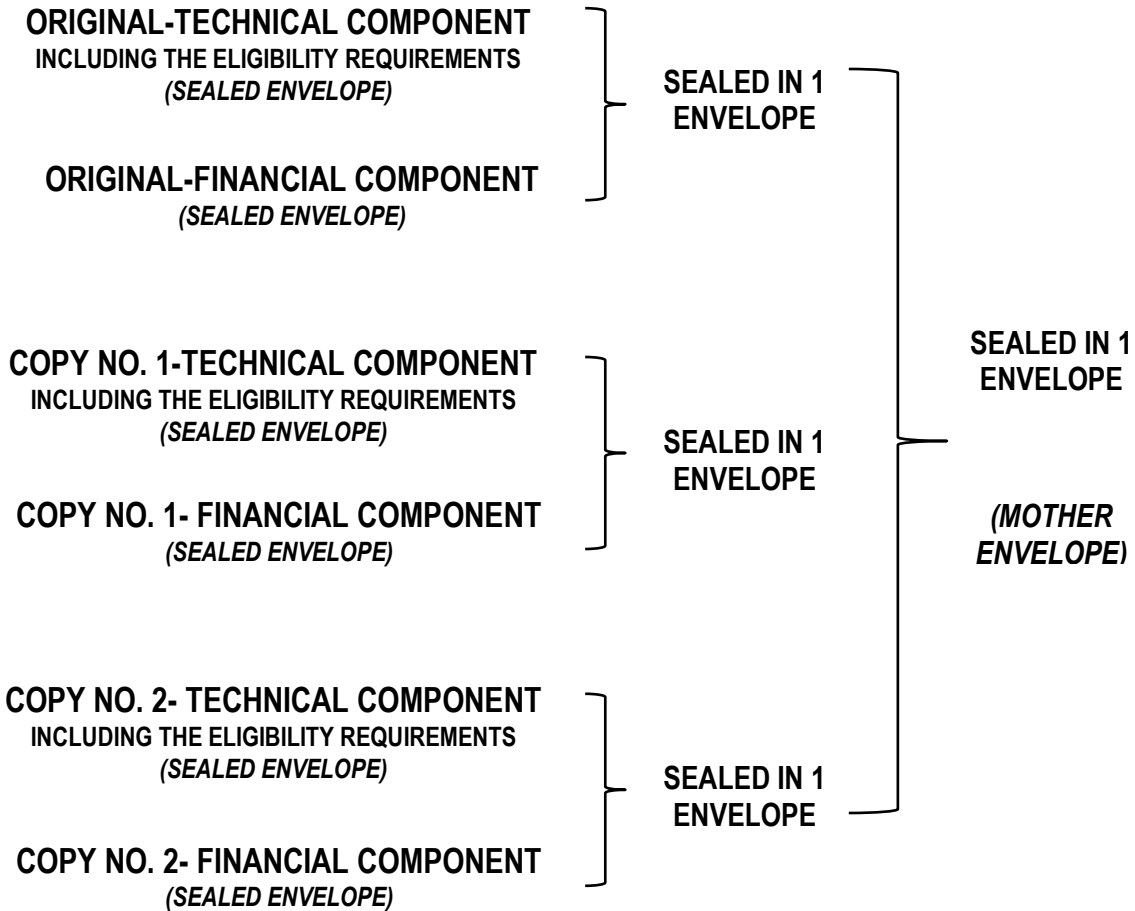 ORIGINAL-TECHNICAL COMPONENT
INCLUDING THE ELIGIBILITY REQUIREMENTS
(SEALED ENVELOPE)
ORIGINAL-FINANCIAL COMPONENT
(SEALED ENVELOPE)
SEALED IN 1
ENVELOPE
COPY NO. 1-TECHNICAL COMPONENT
INCLUDING THE ELIGIBILITY REQUIREMENTS
(SEALED ENVELOPE)
COPY NO. 1- FINANCIAL COMPONENT
(SEALED ENVELOPE)
SEALED IN 1
ENVELOPE
COPY NO. 2- TECHNICAL COMPONENT
INCLUDING THE ELIGIBILITY REQUIREMENTS
(SEALED ENVELOPE)
COPY NO. 2- FINANCIAL COMPONENT
(SEALED ENVELOPE)
SEALED IN 1
ENVELOPE
SEALED IN 1
ENVELOPE
(MOTHER
ENVELOPE)